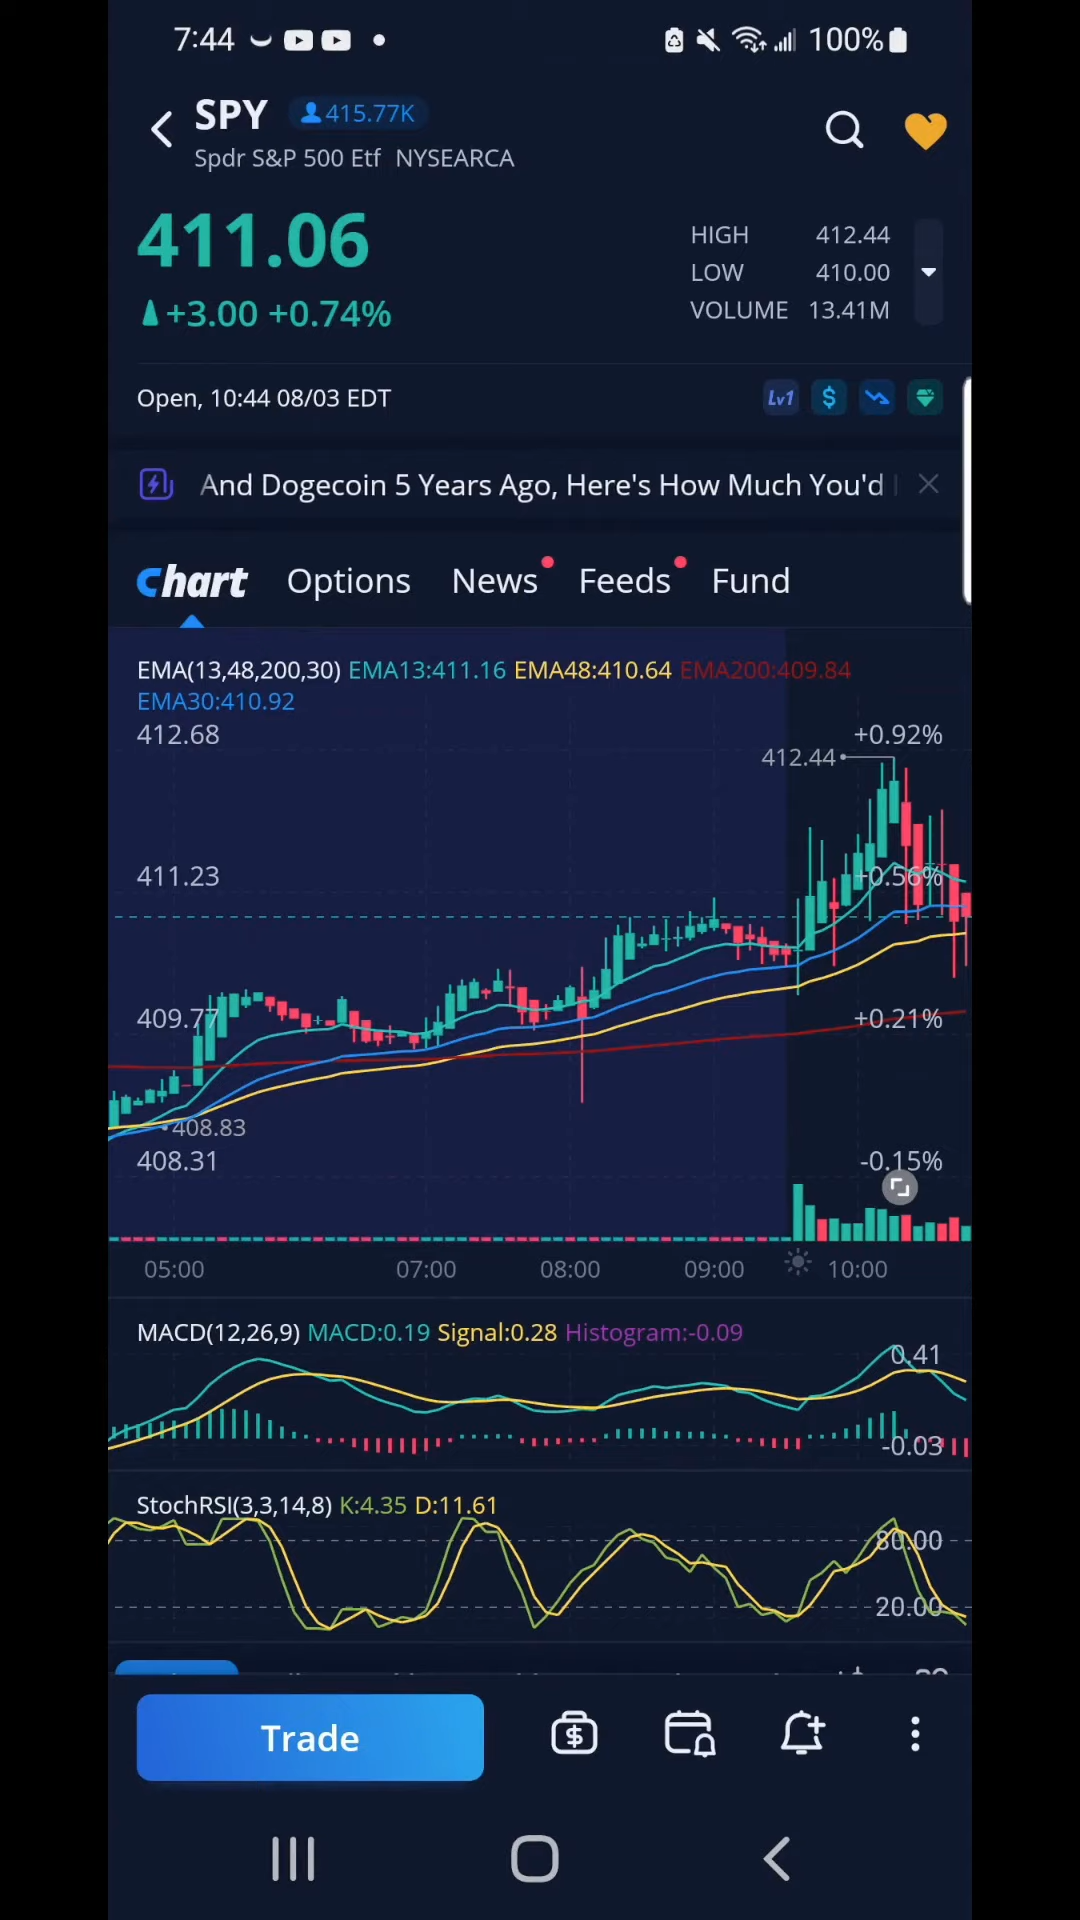 7:44
100%
SPY 415.77K
Spdr S&P 500 Etf NYSEARCA
411.06
+3.00 +0.74%
HIGH 412.44
LOW 410.00
VOLUME 13.41M
Open, 10:44 08/03 EDT
Lv1 $
And Dogecoin 5 Years Ago, Here's How Much You'd
Chart Options News Feeds Fund
EMA(13,48,200,30) EMA13:411.16 EMA48:410.64 EMA200:409.84
EMA30:410.92
412.68 +0.92%
412.44
411.23 +0.56%
409.77 +0.21%
408.83
408.31 -0.15%
05:00 07:00 08:00 09:00 10:00
MACD(12,26,9) MACD:0.19 Signal:0.28 Histogram:-0.09
0.41
-0.03
StochRSI(3,3,14,8) K:4.35 D:11.61
80.00
20.00
Trade